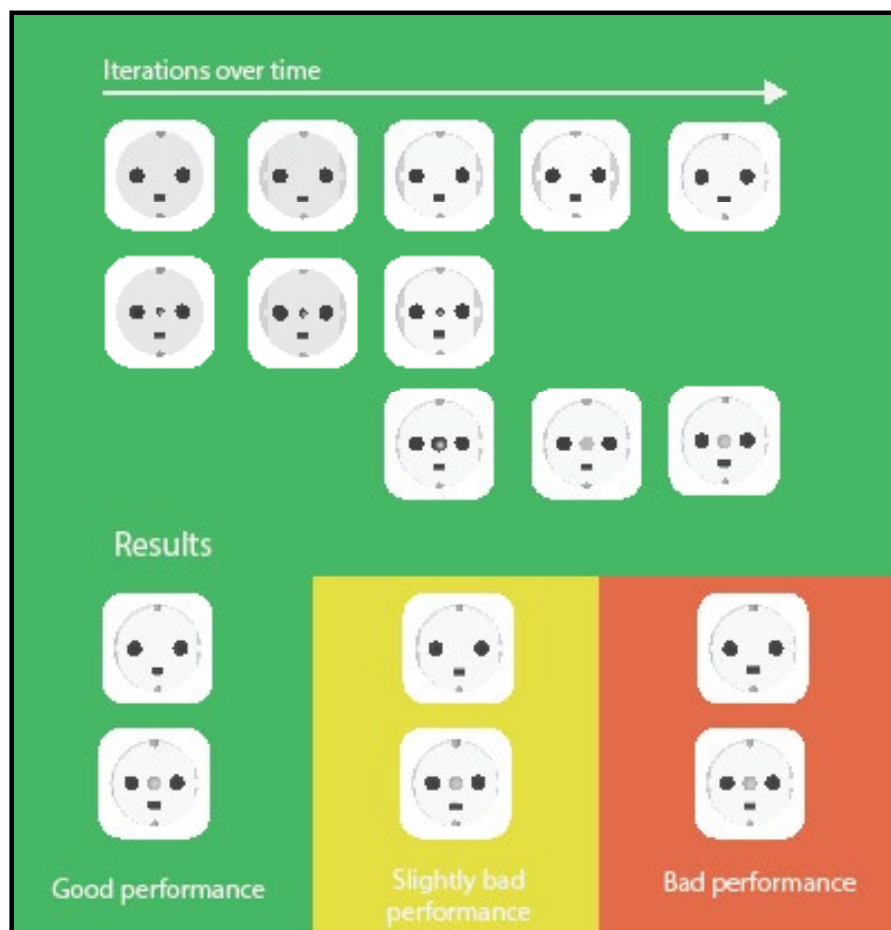 Iterations over time
Results
Good performance
Slightly bad
performance
Bad performance